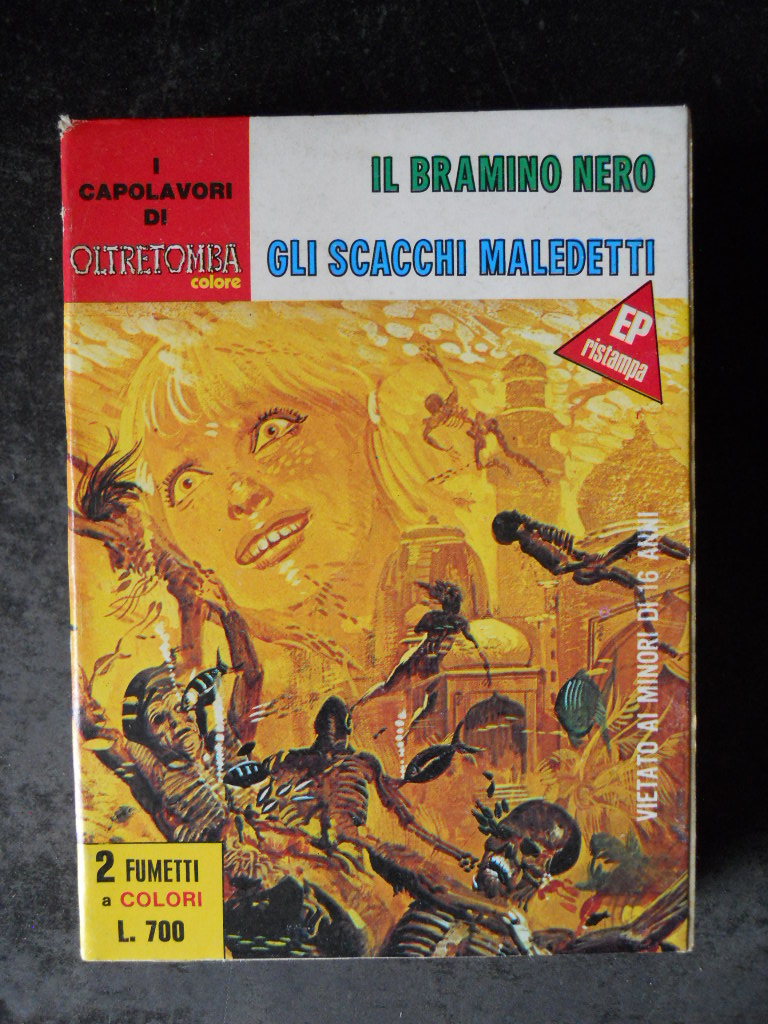 I
CAPOLAVORI
DI
OLTRETOMBA
colore
IL BRAMINO NERO
GLI SCACCHI MALEDETTI
EP
ristampa
VIETATO AI MINORI DI 16 ANNI
2 FUMETTI
a COLORI
L. 700